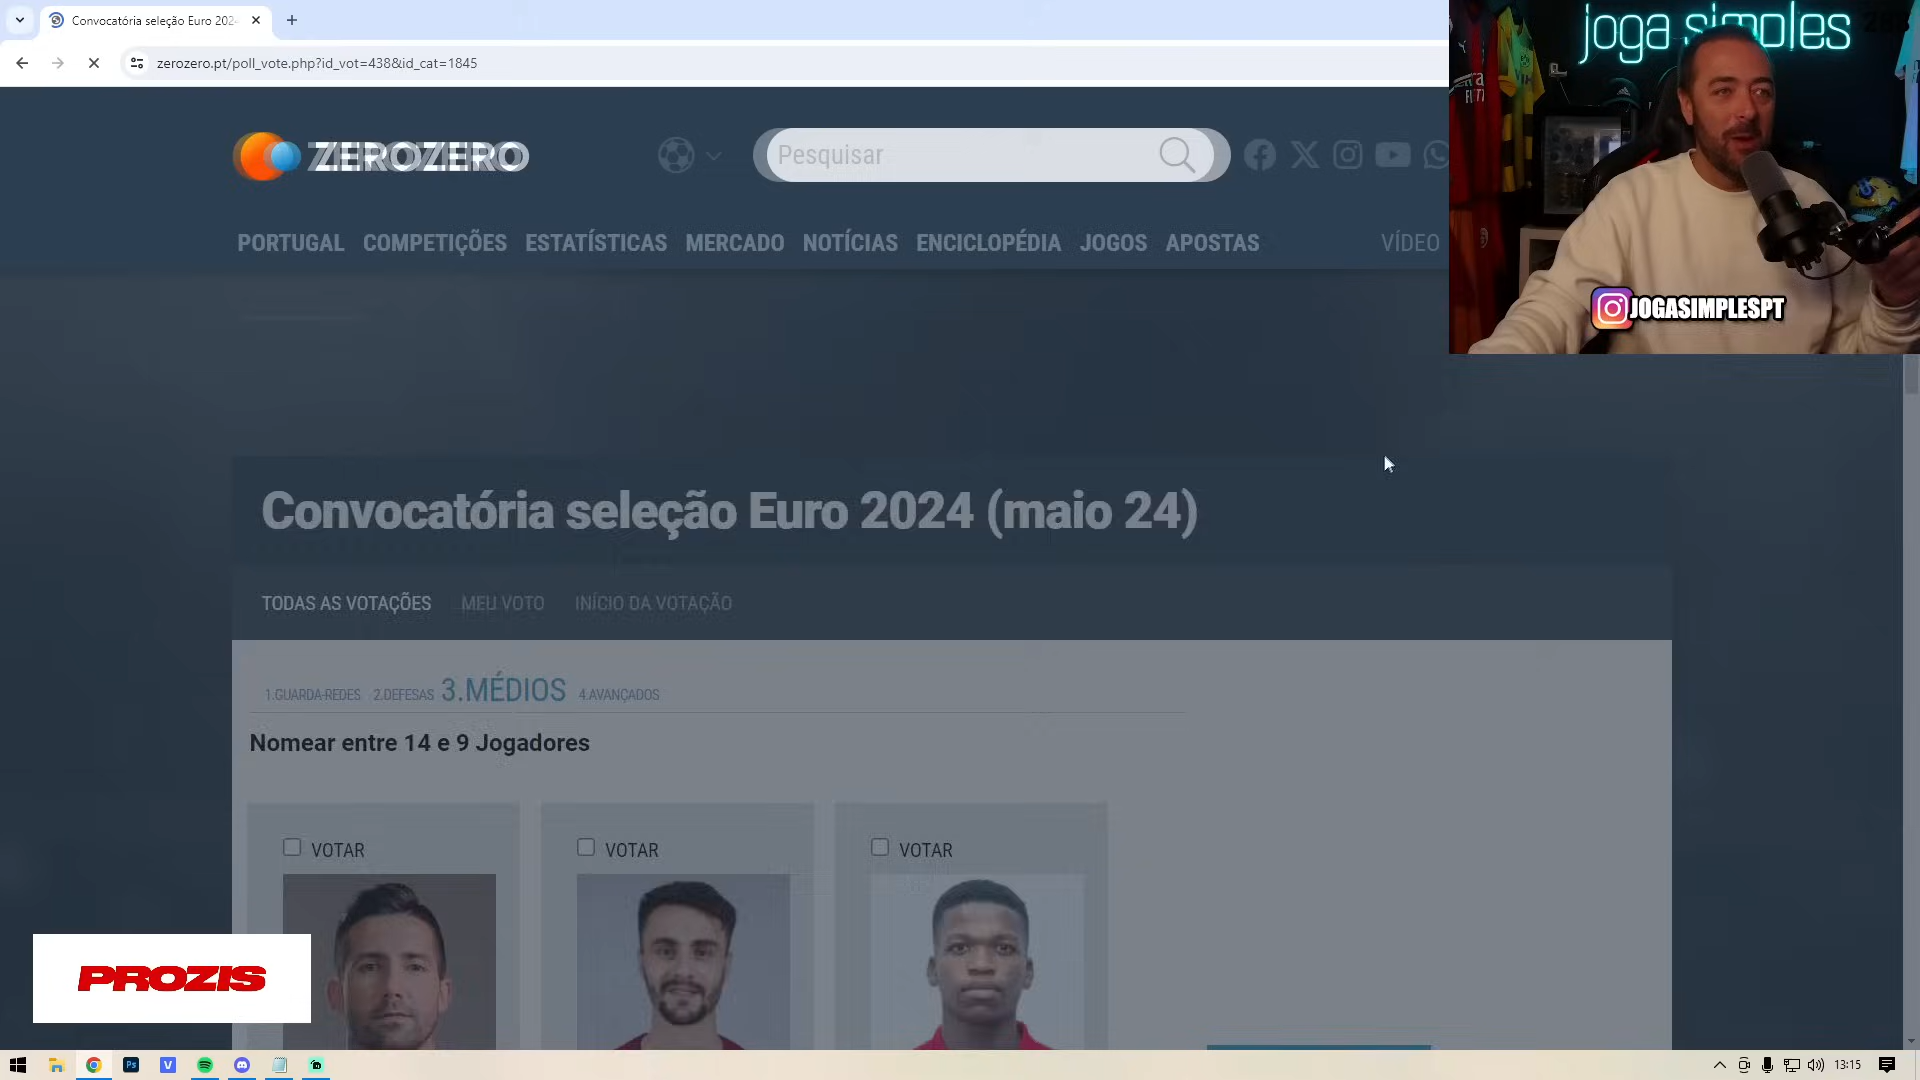 Convocatória seleção Euro 202
zerozero.pt/poll_vote.php?id_vot=438&id_cat=1845
joga simples
ZEROZERO
Pesquisar
PORTUGAL COMPETIÇÕES ESTATÍSTICAS MERCADO NOTÍCIAS ENCICLOPÉDIA JOGOS APOSTAS VÍDEO
JOGASIMPLESPT
Convocatória seleção Euro 2024 (maio 24)
TODAS AS VOTAÇÕES MEU VOTO INÍCIO DA VOTAÇÃO
1.GUARDA-REDES 2.DEFESAS 3.MÉDIOS 4.AVANÇADOS
Nomear entre 14 e 9 Jogadores
VOTAR VOTAR VOTAR
PROZIS
Ps V 13:15